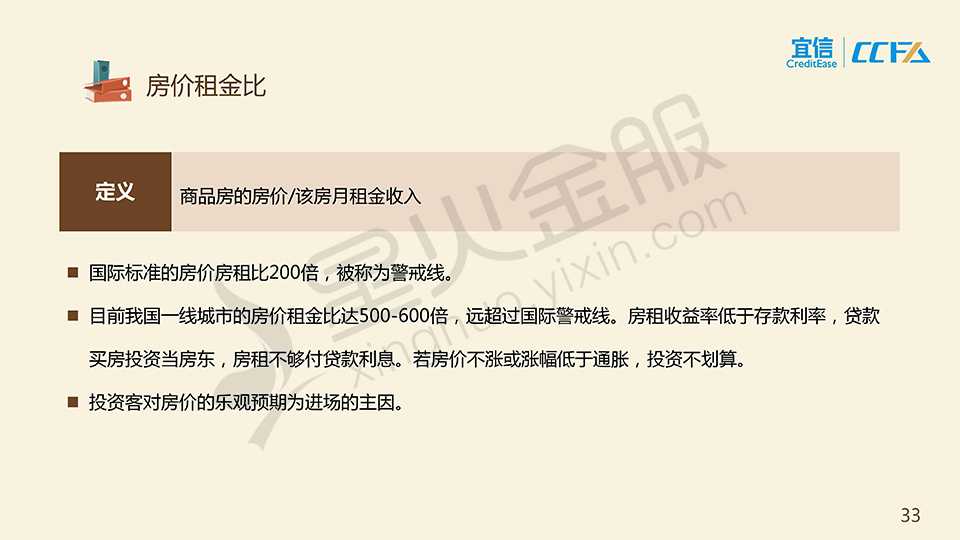 宜信
CreditEase
CCFA
房价租金比
定义
商品房的房价/该房月租金收入
国际标准的房价房租比200倍，被称为警戒线。
目前我国一线城市的房价租金比达500-600倍，远超过国际警戒线。房租收益率低于存款利率，贷款
买房投资当房东，房租不够付贷款利息。若房价不涨或涨幅低于通胀，投资不划算。
投资客对房价的乐观预期为进场的主因。
星火金服
xinghuo.yixin.com
33